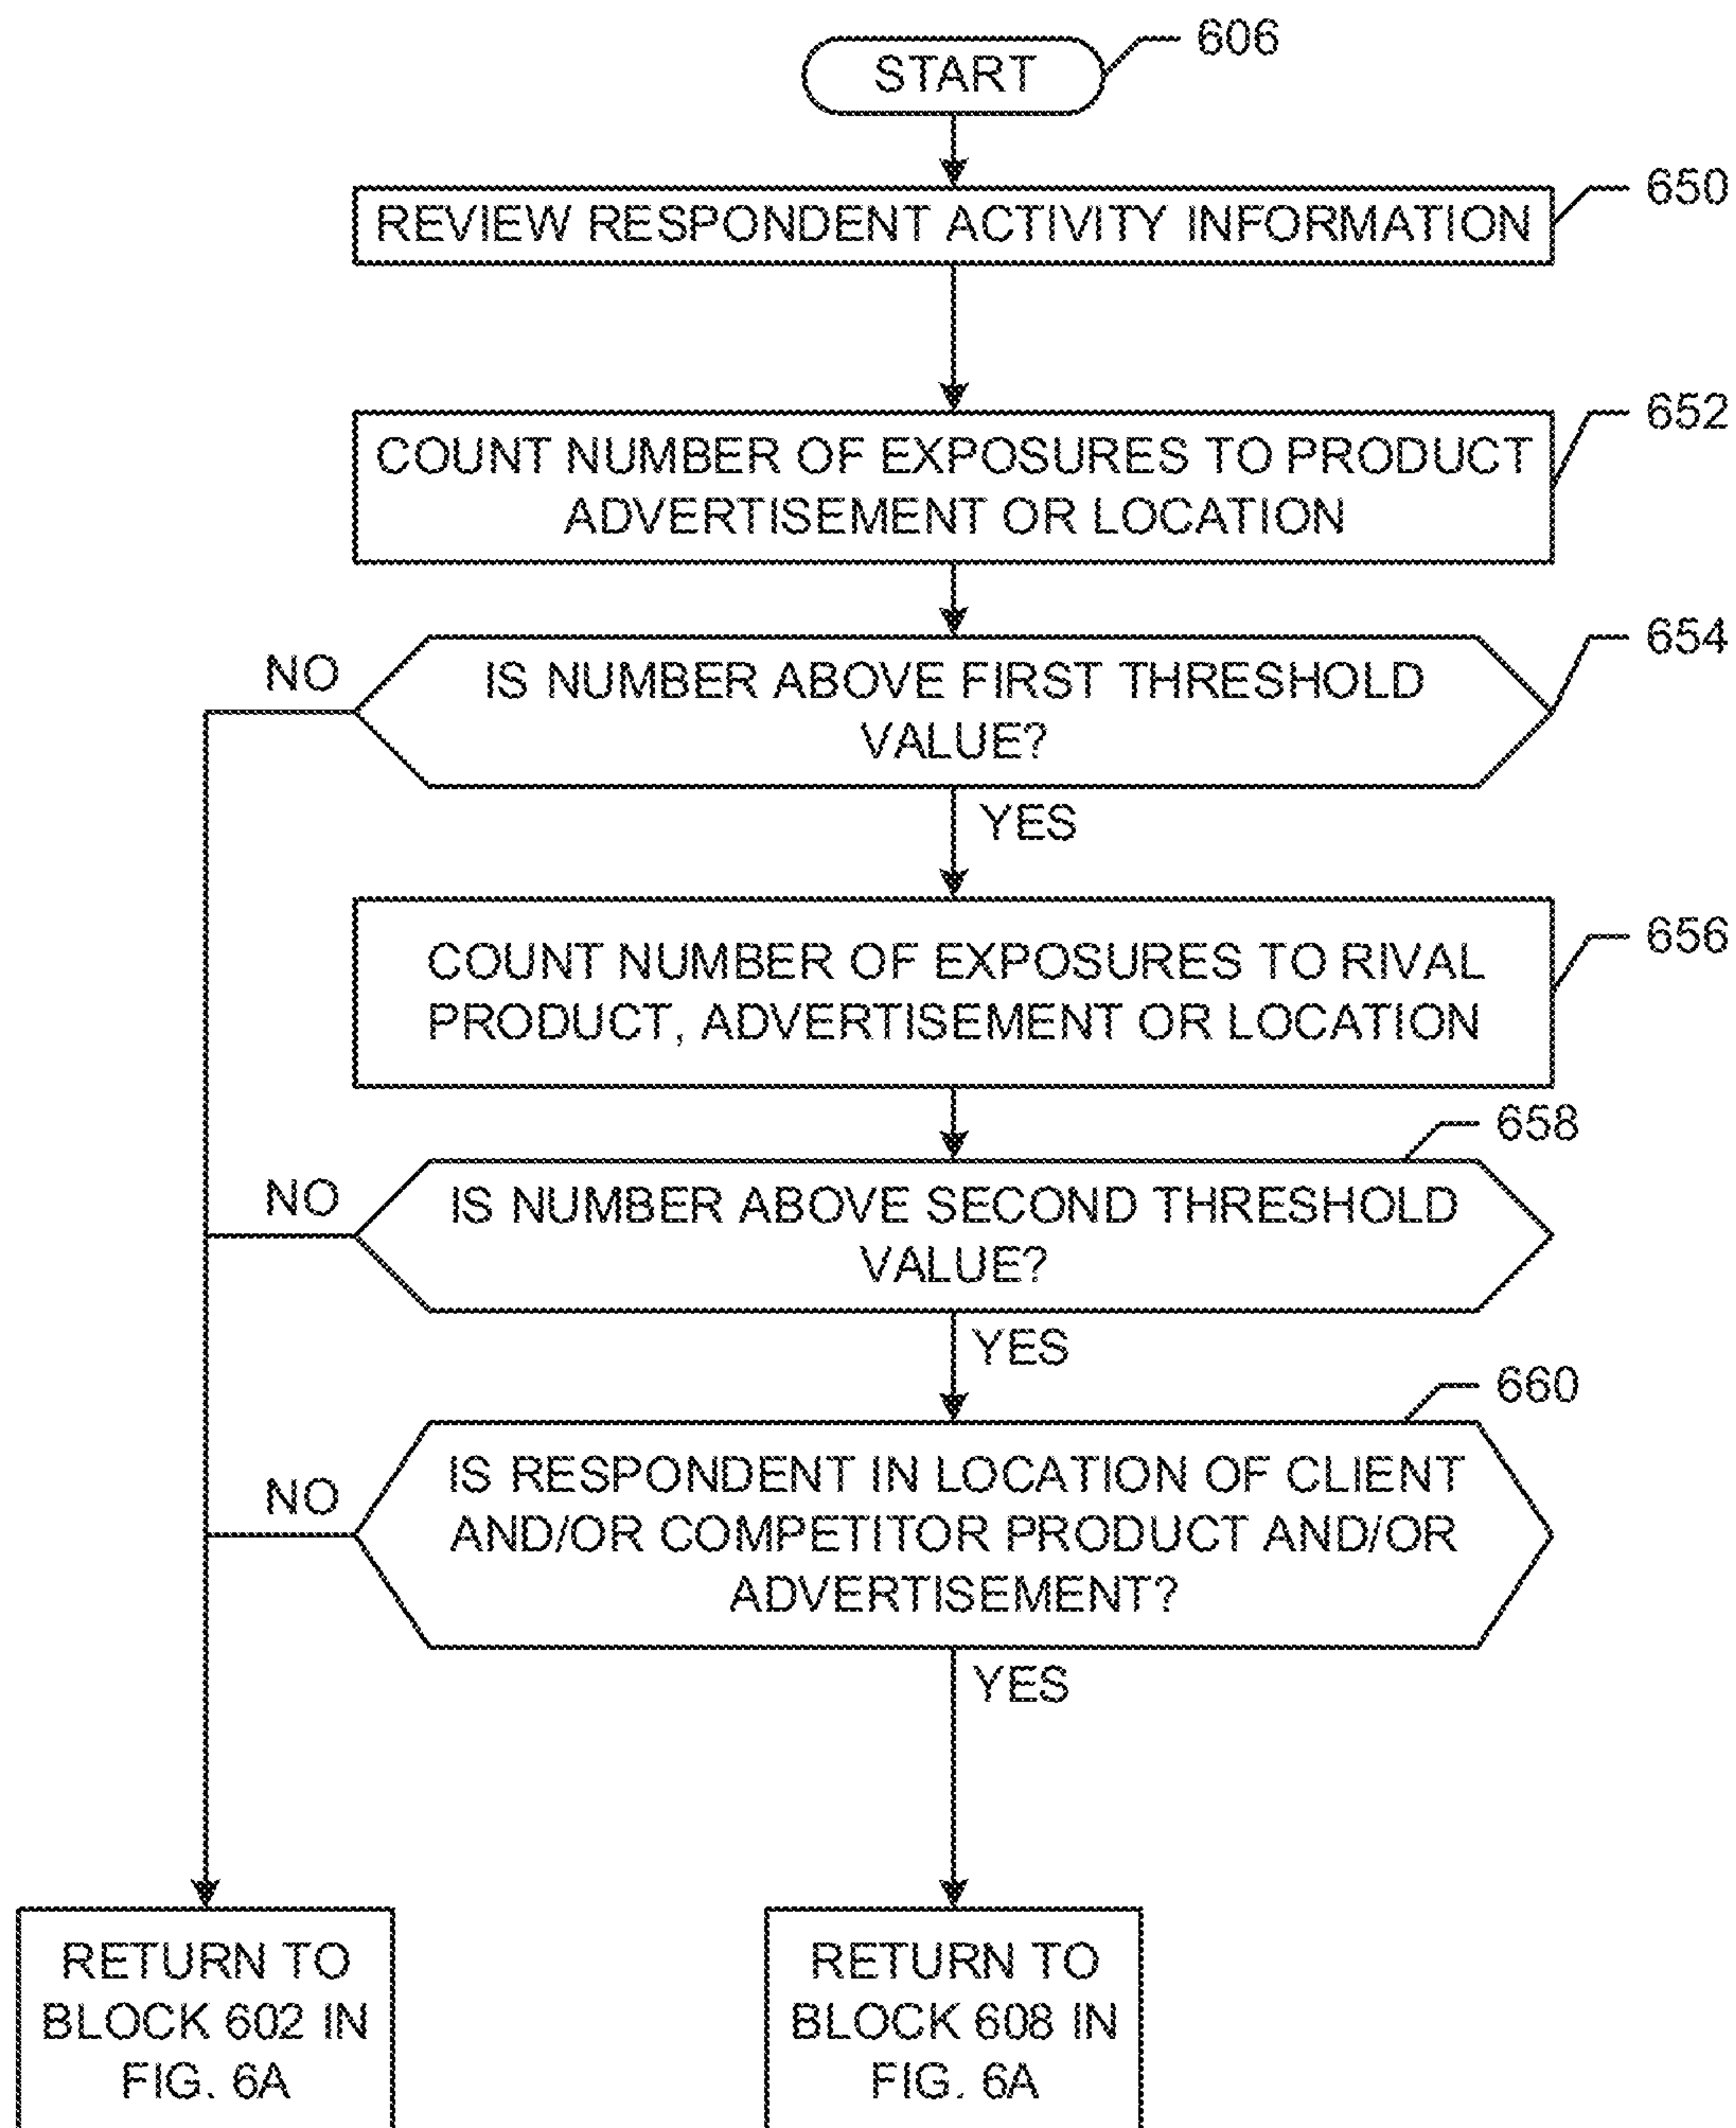 START
606
REVIEW RESPONDENT ACTIVITY INFORMATION
650
COUNT NUMBER OF EXPOSURES TO PRODUCT
ADVERTISEMENT OR LOCATION
652
IS NUMBER ABOVE FIRST THRESHOLD
VALUE?
654
NO
YES
COUNT NUMBER OF EXPOSURES TO RIVAL
PRODUCT, ADVERTISEMENT OR LOCATION
656
658
IS NUMBER ABOVE SECOND THRESHOLD
VALUE?
NO
YES
660
IS RESPONDENT IN LOCATION OF CLIENT
AND/OR COMPETITOR PRODUCT AND/OR
ADVERTISEMENT?
NO
YES
RETURN TO
BLOCK 602 IN
FIG. 6A
RETURN TO
BLOCK 608 IN
FIG. 6A